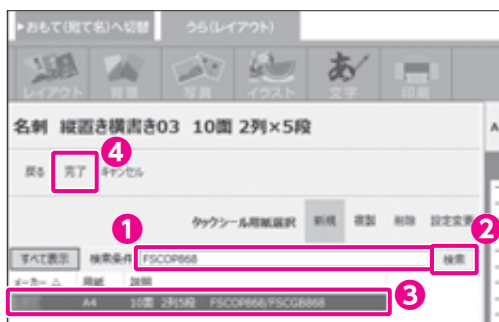 ▸おもて(宛て名)へ切替 うら(レイアウト)
レイアウト 背景 写真 イラスト 文字 印刷
名刺 縦置き横書き03 10面 2列×5段
4
戻る 完了 キャンセル
タックシール用紙選択 新規 複製 削除 設定変更
1 2
すべて表示 検索条件 FSCOP868 検索
メーカー △ 用紙 説明
A4 10面 2列5段 FSCOP868/FSCGB868
3